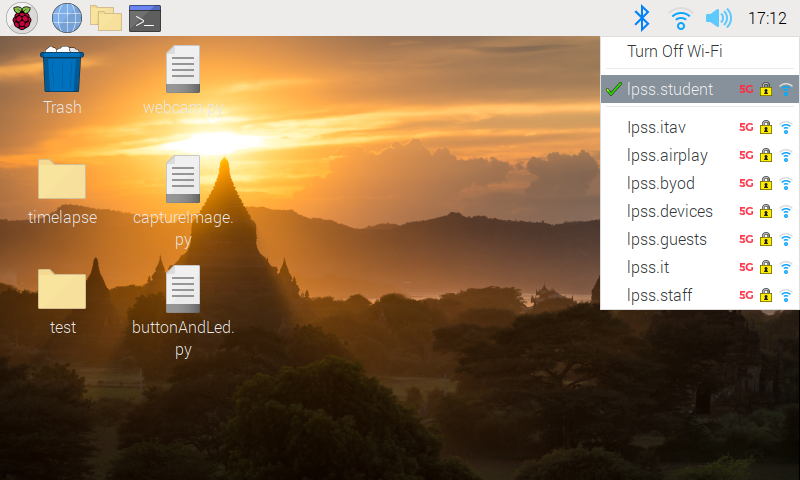 17:12
Turn Off Wi-Fi
lpss.student 5G
lpss.itav 5G
lpss.airplay 5G
lpss.byod 5G
lpss.devices 5G
lpss.guests 5G
lpss.it 5G
lpss.staff 5G
Trash
webcam.py
timelapse
captureImage.
py
test
buttonAndLed.
py